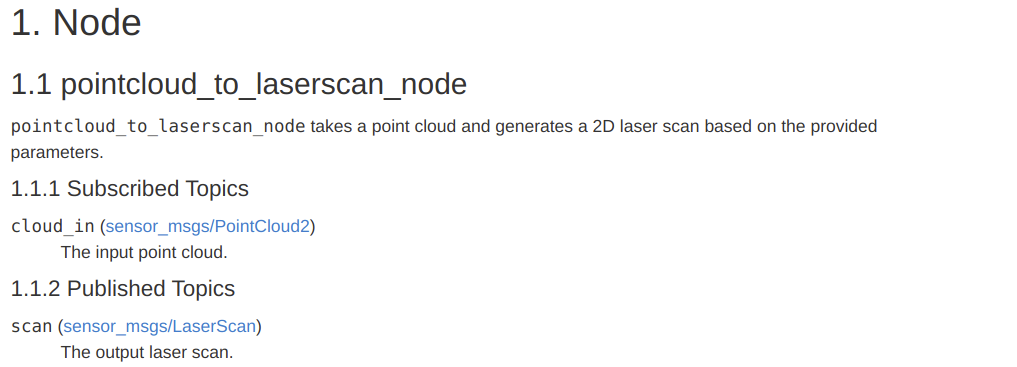 1. Node
1.1 pointcloud_to_laserscan_node
pointcloud_to_laserscan_node takes a point cloud and generates a 2D laser scan based on the provided
parameters.
1.1.1 Subscribed Topics
cloud_in (sensor_msgs/PointCloud2)
The input point cloud.
1.1.2 Published Topics
scan (sensor_msgs/LaserScan)
The output laser scan.